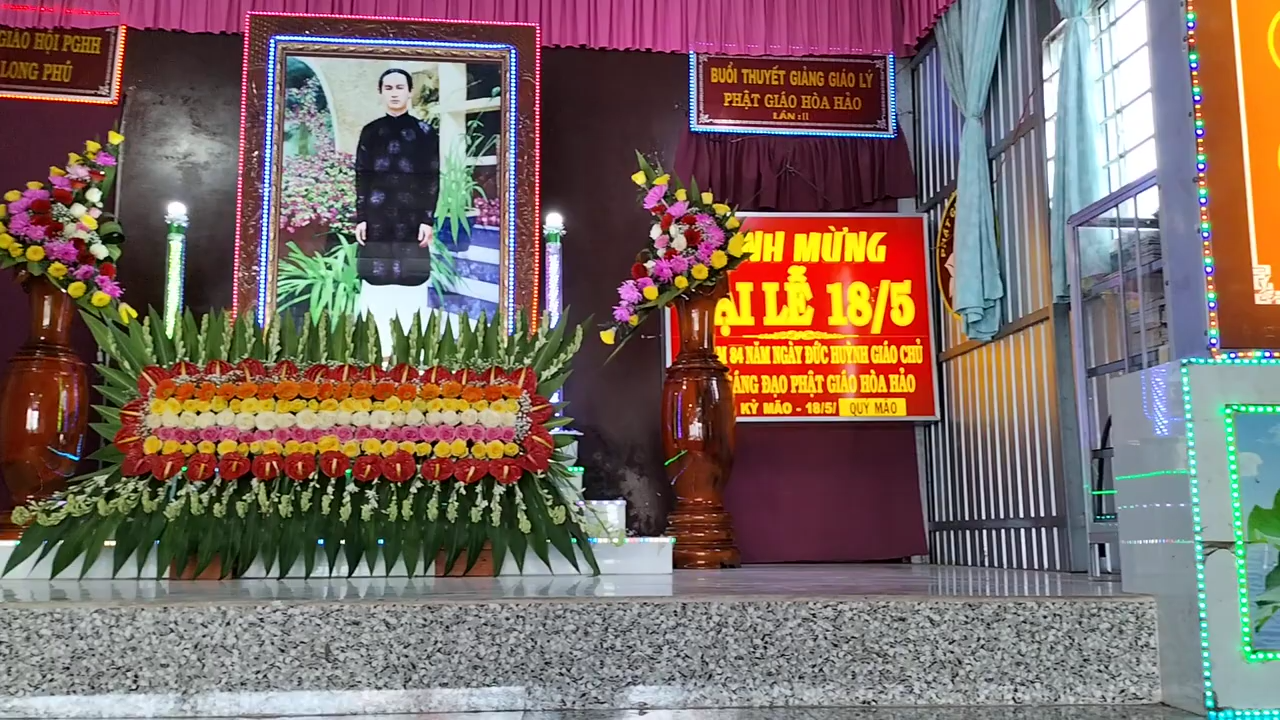 GIÁO HỘI PGHH
LONG PHÚ
BUỔI THUYẾT GIẢNG GIÁO LÝ
PHẬT GIÁO HÒA HẢO
LẦN : II
NH MỪNG
ẠI LỄ 18/5
M 84 NĂM NGÀY ĐỨC HUỲNH GIÁO CHỦ
ÁNG ĐẠO PHẬT GIÁO HÒA HẢO
KỶ MÃO - 18/5/ QUÝ MÃO